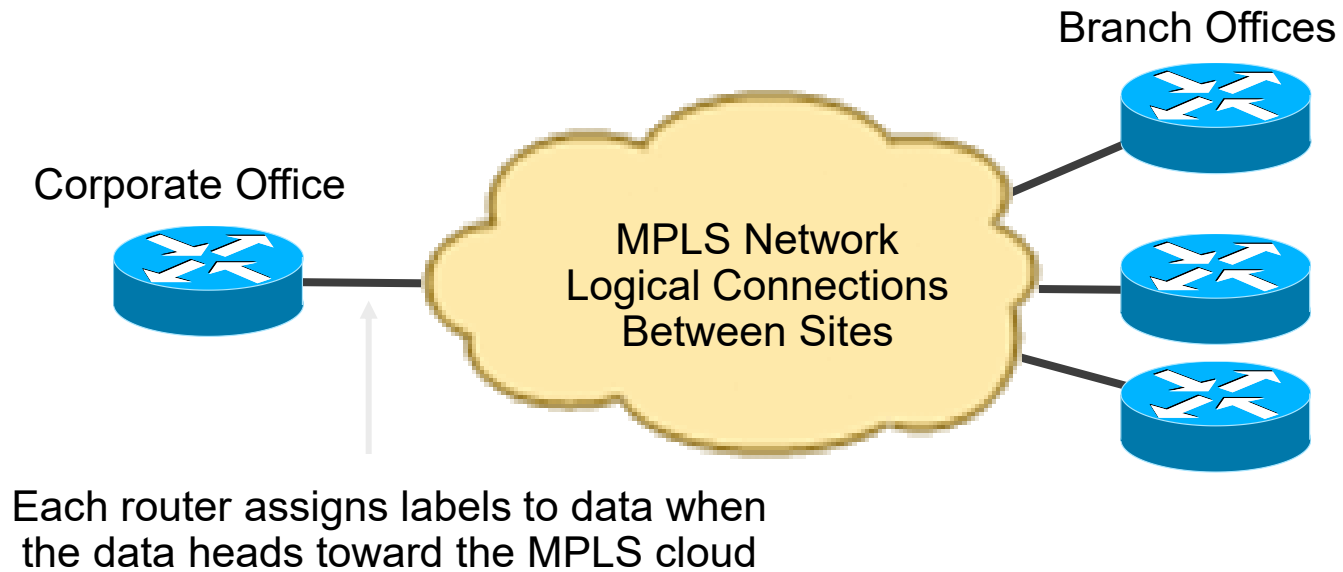 Branch Offices
Corporate Office
MPLS Network
Logical Connections
Between Sites
Each router assigns labels to data when
the data heads toward the MPLS cloud